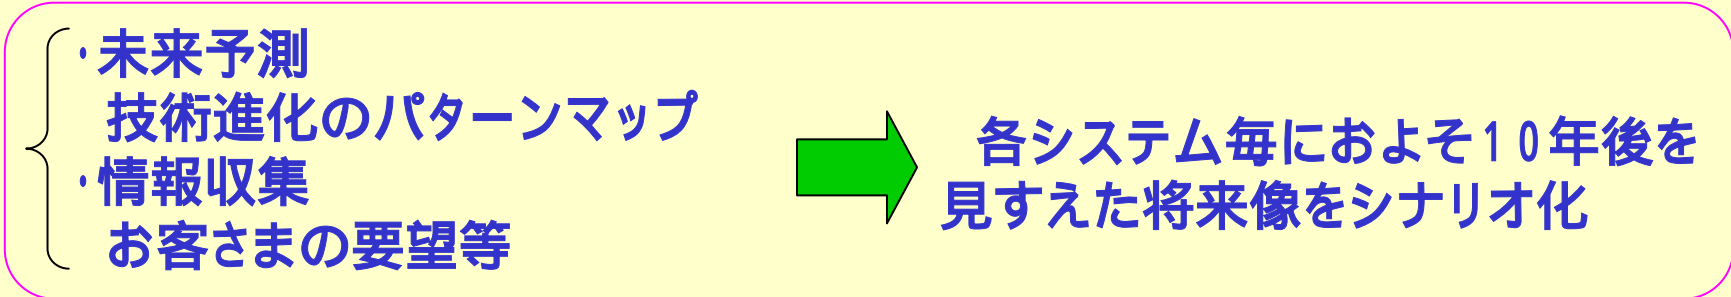 ・未来予測
技術進化のパターンマップ
・情報収集
お客さまの要望等
各システム毎におよそ10年後を
見すえた将来像をシナリオ化